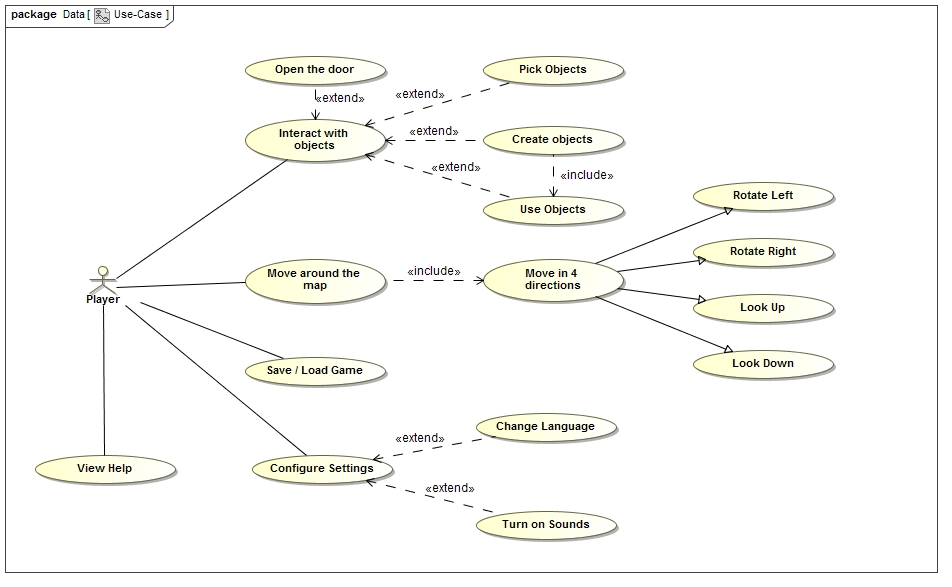 package Data [ Use-Case ]
Open the door
Pick Objects
«extend»
«extend»
Interact with
objects
«extend»
Create objects
«extend»
«include»
Use Objects
Rotate Left
Rotate Right
Move around the
map
«include»
Move in 4
directions
Player
Look Up
Look Down
Save / Load Game
Change Language
«extend»
View Help
Configure Settings
«extend»
Turn on Sounds